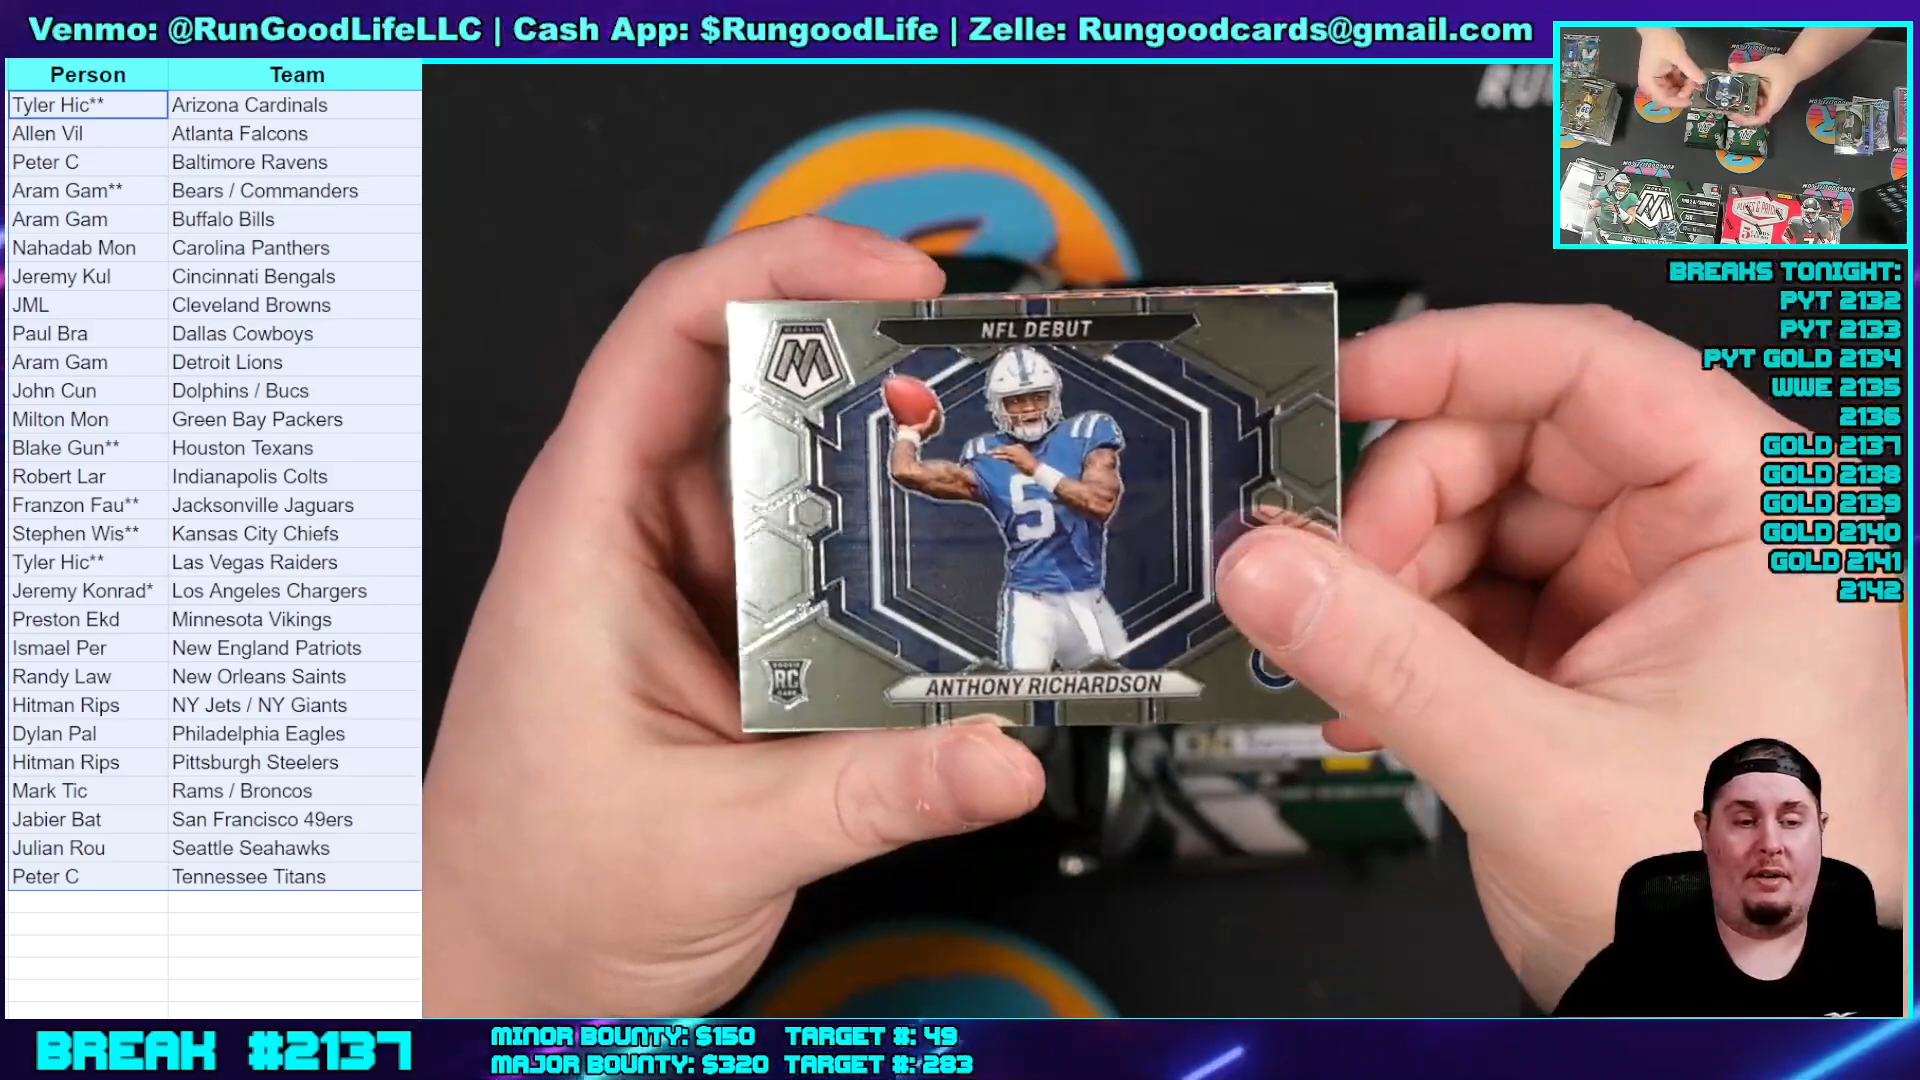 Venmo: @RunGoodLifeLLC | Cash App: $RungoodLife | Zelle: Rungoodcards@gmail.com
Person Team
Tyler Hic** Arizona Cardinals
Allen Vil Atlanta Falcons
Peter C Baltimore Ravens
Aram Gam** Bears / Commanders
Aram Gam Buffalo Bills
Nahadab Mon Carolina Panthers
Jeremy Kul Cincinnati Bengals
JML Cleveland Browns
Paul Bra Dallas Cowboys
Aram Gam Detroit Lions
John Cun Dolphins / Bucs
Milton Mon Green Bay Packers
Blake Gun** Houston Texans
Robert Lar Indianapolis Colts
Franzon Fau** Jacksonville Jaguars
Stephen Wis** Kansas City Chiefs
Tyler Hic** Las Vegas Raiders
Jeremy Konrad* Los Angeles Chargers
Preston Ekd Minnesota Vikings
Ismael Per New England Patriots
Randy Law New Orleans Saints
Hitman Rips NY Jets / NY Giants
Dylan Pal Philadelphia Eagles
Hitman Rips Pittsburgh Steelers
Mark Tic Rams / Broncos
Jabier Bat San Francisco 49ers
Julian Rou Seattle Seahawks
Peter C Tennessee Titans
NFL DEBUT
5
RC
ANTHONY RICHARDSON
BREAKS TONIGHT:
PYT 2132
PYT 2133
PYT GOLD 2134
WWE 2135
2136
GOLD 2137
GOLD 2138
GOLD 2139
GOLD 2140
GOLD 2141
2142
BREAK #2137
MINOR BOUNTY: $150 TARGET #: 49
MAJOR BOUNTY: $320 TARGET #: 283